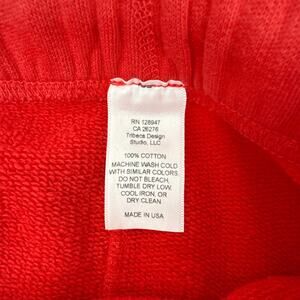 RN 128947
CA 26276
Tribeca Design
Studio, LLC
100% COTTON
MACHINE WASH COLD
WITH SIMILAR COLORS.
DO NOT BLEACH,
TUMBLE DRY LOW,
COOL IRON, OR
DRY CLEAN
MADE IN USA